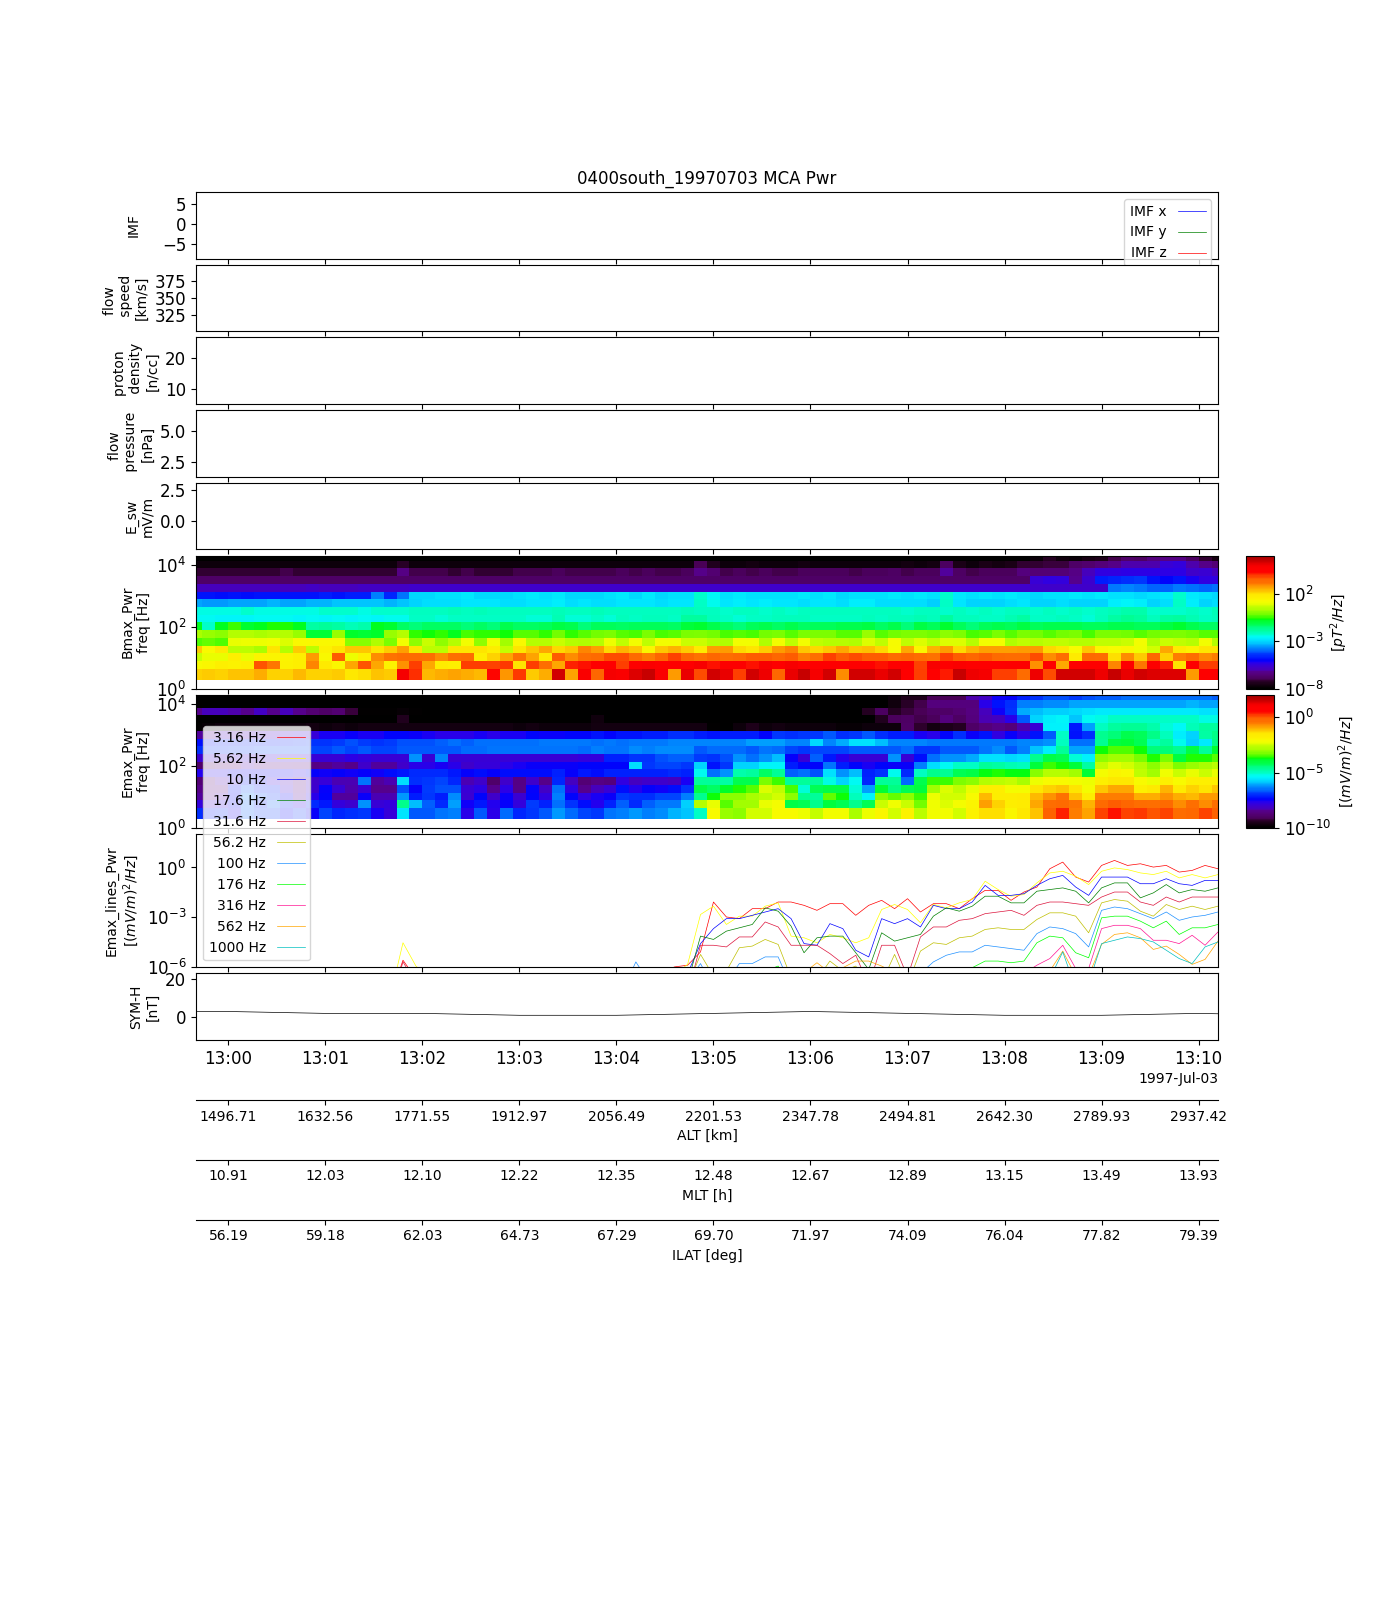 0400south_19970703 MCA Pwr
5
0
−5
IMF
IMF x
IMF y
IMF z
375
350
325
flow
speed
[km/s]
20
10
proton
density
[n/cc]
5.0
2.5
flow
pressure
[nPa]
2.5
0.0
E_sw
mV/m
10^4
10^2
10^0
Bmax_Pwr
freq [Hz]
10^2
10^−3
10^−8
[pT^2/Hz]
10^4
10^2
10^0
Emax_Pwr
freq [Hz]
10^0
10^−5
10^−10
[(mV/m)^2/Hz]
3.16 Hz
5.62 Hz
10 Hz
17.6 Hz
31.6 Hz
56.2 Hz
100 Hz
176 Hz
316 Hz
562 Hz
1000 Hz
10^0
10^−3
10^−6
Emax_lines_Pwr
[(mV/m)^2/Hz]
20
0
SYM-H
[nT]
13:00 13:01 13:02 13:03 13:04 13:05 13:06 13:07 13:08 13:09 13:10
1997-Jul-03
1496.71 1632.56 1771.55 1912.97 2056.49 2201.53 2347.78 2494.81 2642.30 2789.93 2937.42
ALT [km]
10.91 12.03 12.10 12.22 12.35 12.48 12.67 12.89 13.15 13.49 13.93
MLT [h]
56.19 59.18 62.03 64.73 67.29 69.70 71.97 74.09 76.04 77.82 79.39
ILAT [deg]